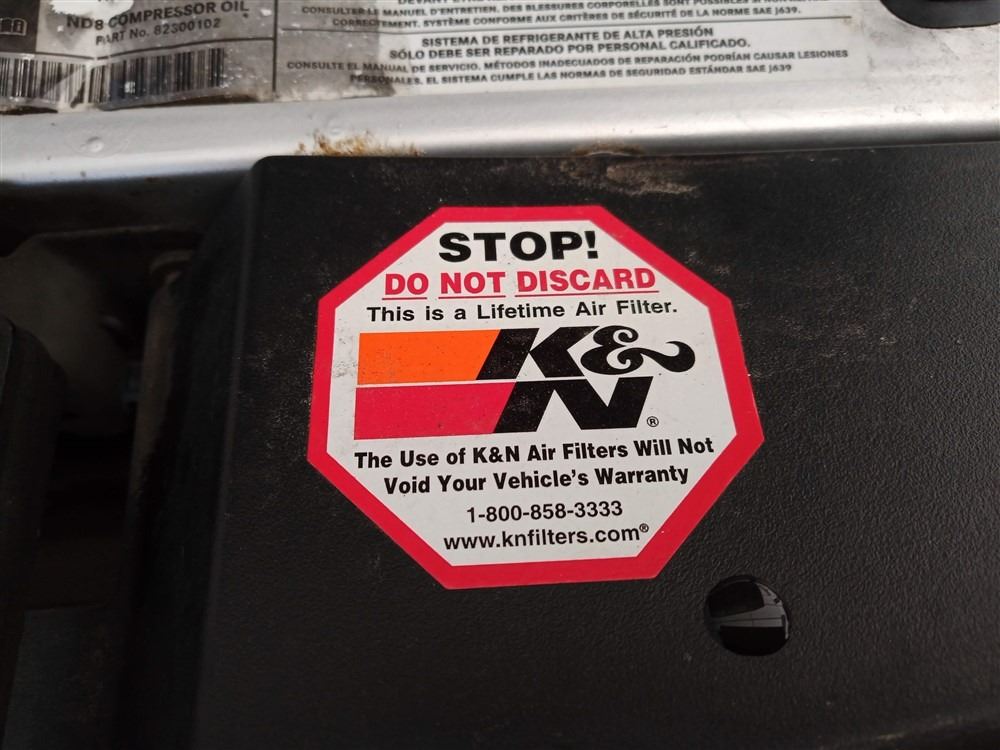 ND8 COMPRESSOR OIL
PART No. 82300102
CONSULTER LE MANUEL D'ENTRETIEN. DES BLESSURES CORPORELLES SONT POSSIBLES SI NON
CORRECTEMENT. SYSTÈME CONFORME AUX CRITÈRES DE SÉCURITÉ DE LA NORME SAE J639.
SISTEMA DE REFRIGERANTE DE ALTA PRESIÓN
SÓLO DEBE SER REPARADO POR PERSONAL CALIFICADO.
CONSULTE EL MANUAL DE SERVICIO. MÉTODOS INADECUADOS DE REPARACIÓN PODRÍAN CAUSAR LESIONES
PERSONALES. EL SISTEMA CUMPLE LAS NORMAS DE SEGURIDAD ESTÁNDAR SAE J639
STOP!
DO NOT DISCARD
This is a Lifetime Air Filter.
K&
N®
The Use of K&N Air Filters Will Not
Void Your Vehicle's Warranty
1-800-858-3333
www.knfilters.com®